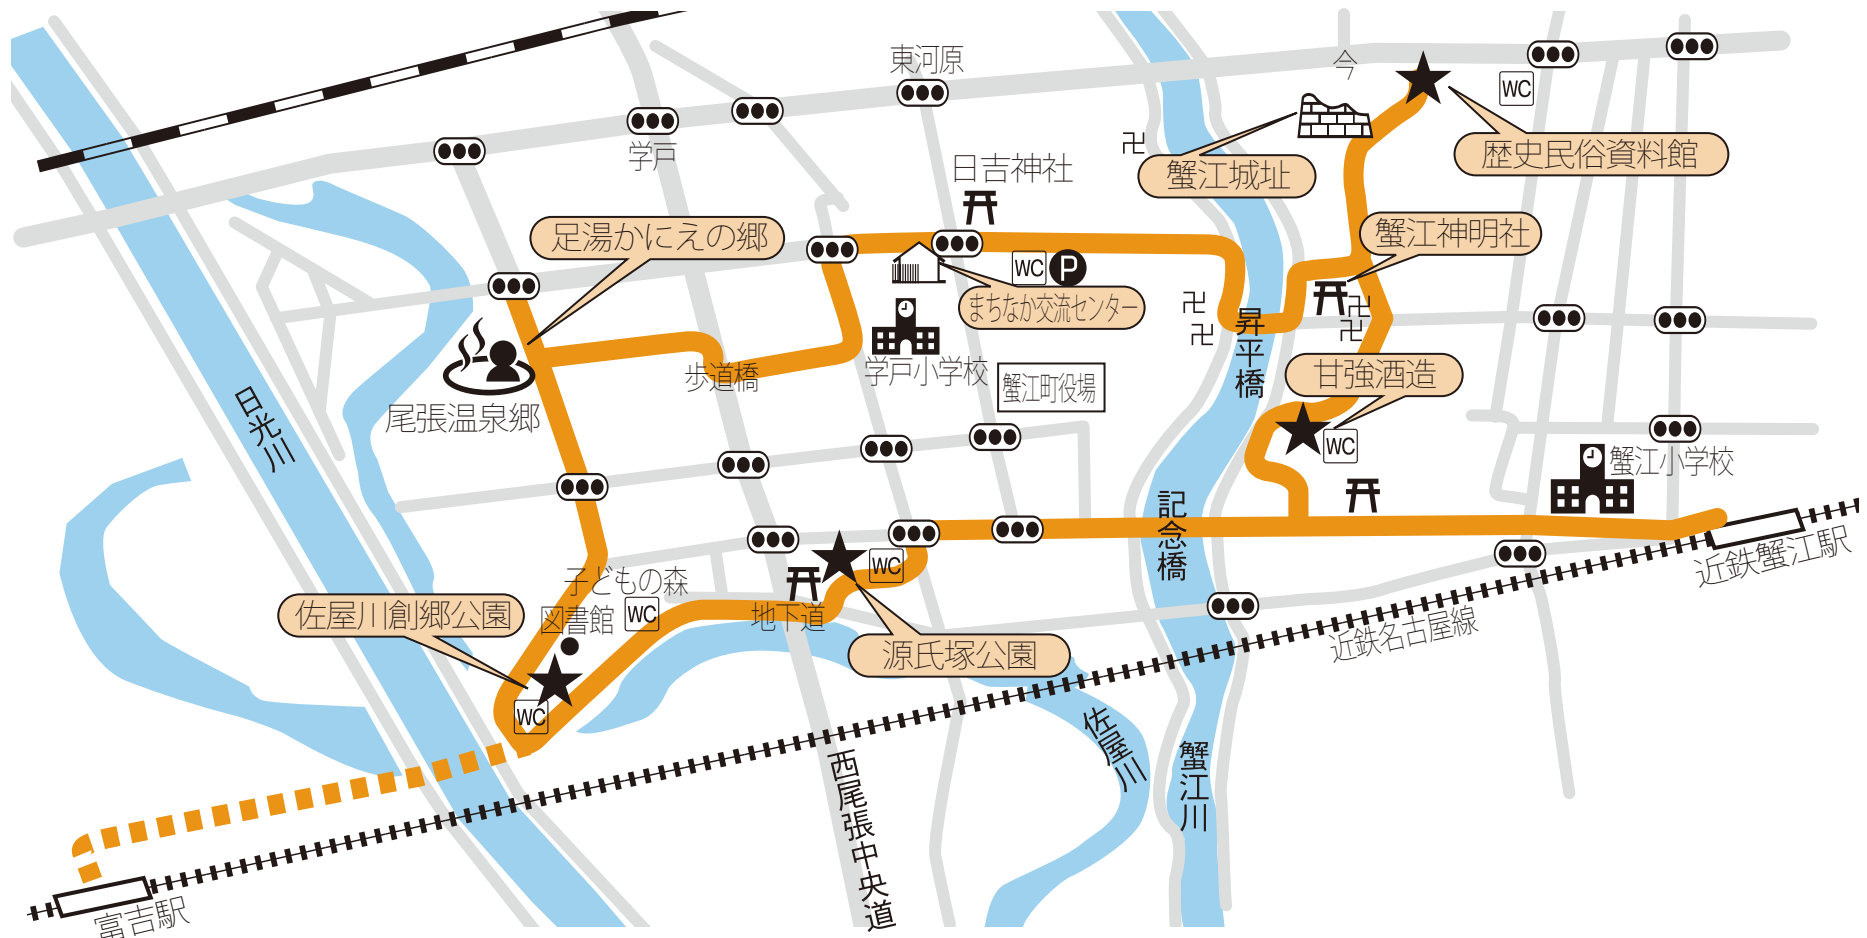 東河原
今
WC
学戸
歴史民俗資料館
日吉神社
蟹江城址
足湯かにえの郷
蟹江神明社
WC
P
まちなか交流センター
昇平橋
学戸小学校
歩道橋
蟹江町役場
甘強酒造
尾張温泉郷
日光川
WC
蟹江小学校
記念橋
近鉄蟹江駅
WC
子どもの森
図書館
WC
地下道
佐屋川創郷公園
源氏塚公園
近鉄名古屋線
WC
佐屋川
蟹江川
西尾張中央道
富吉駅